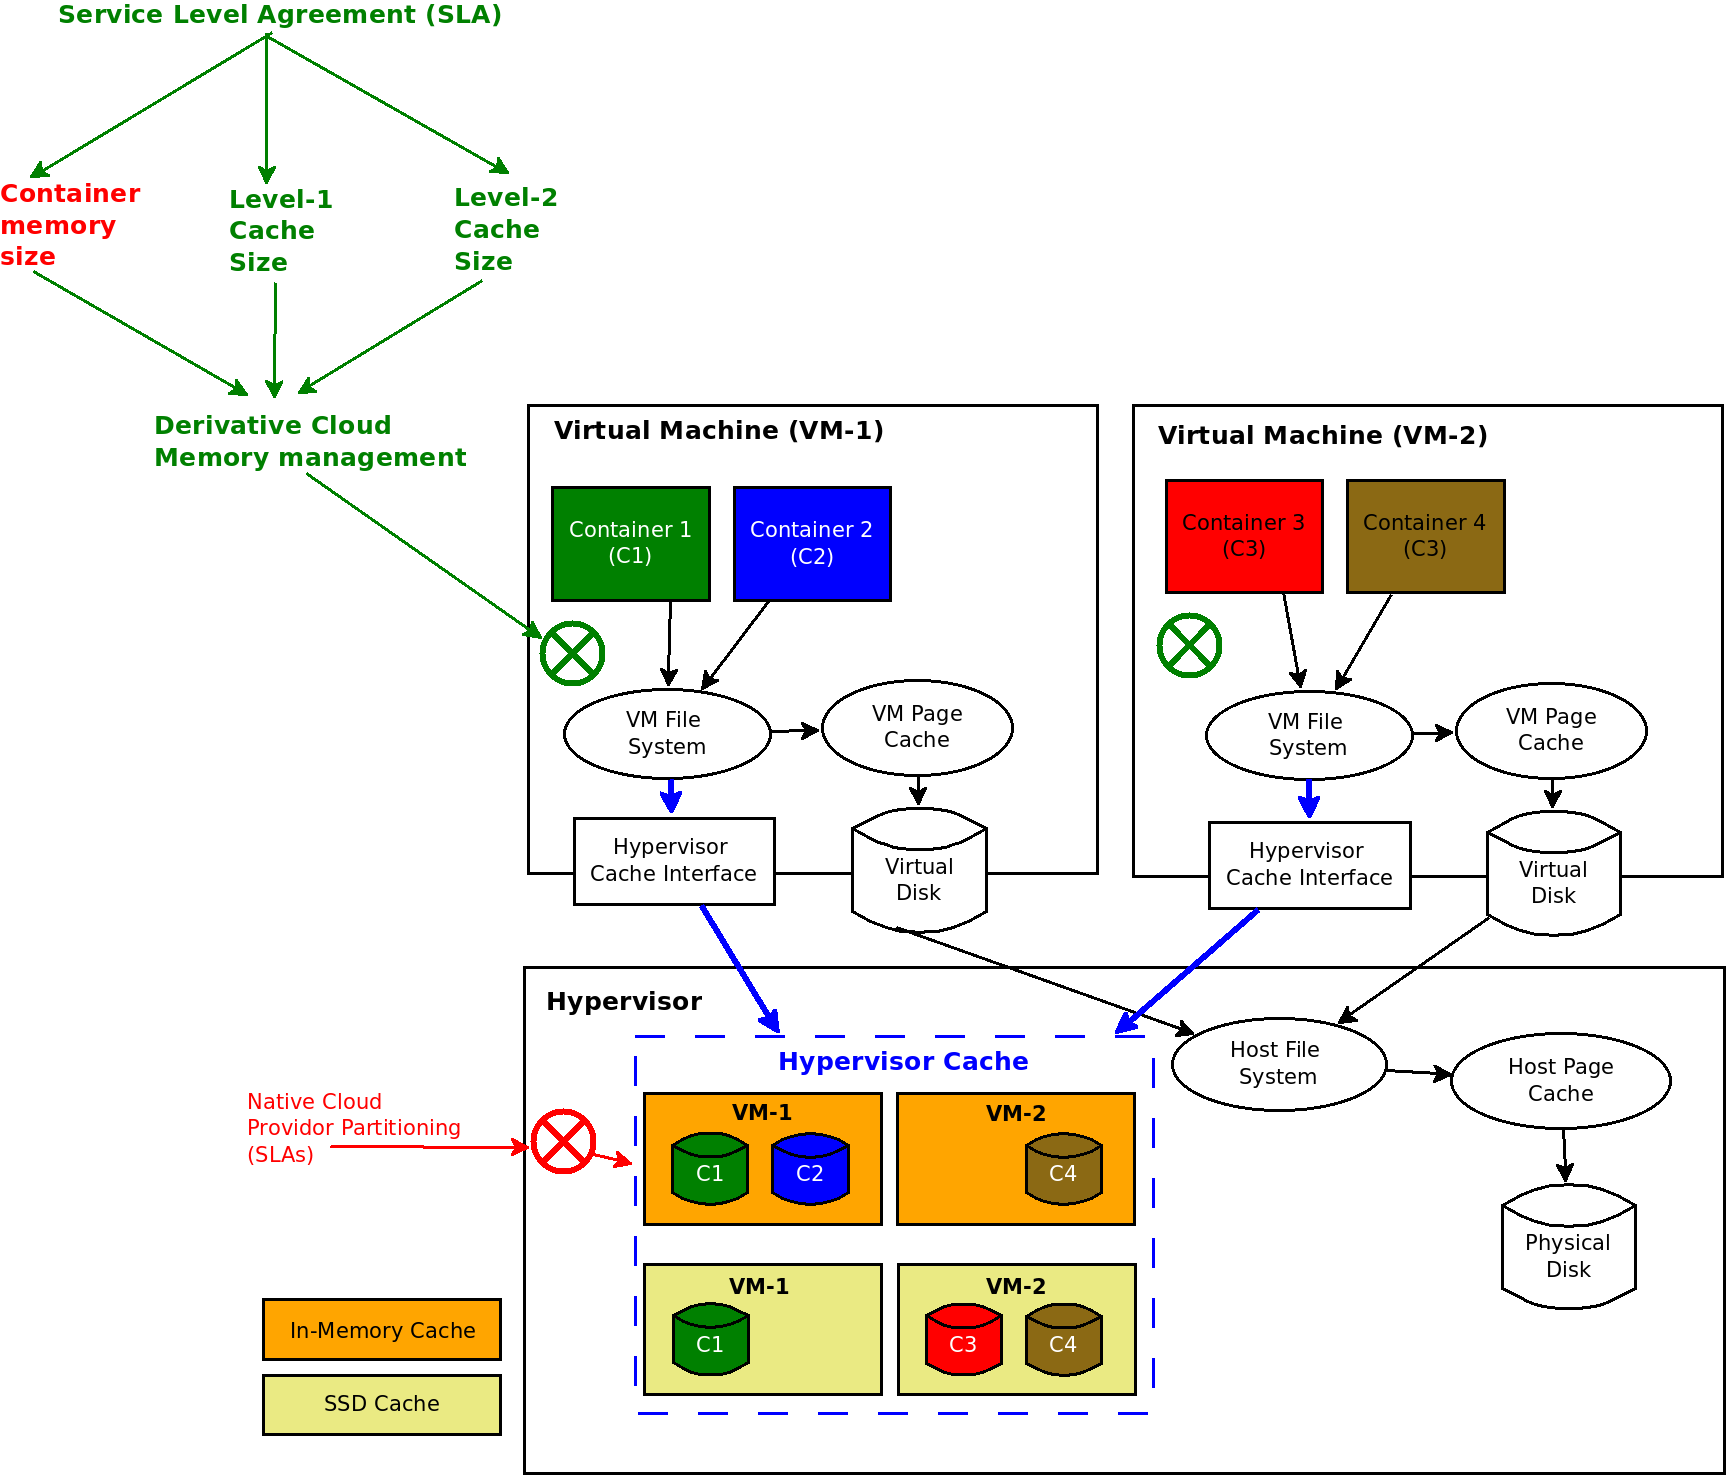 Service Level Agreement (SLA)
Container
memory
size
Level-1
Cache
Size
Level-2
Cache
Size
Derivative Cloud
Memory management
Virtual Machine (VM-1)
Container 1
(C1)
Container 2
(C2)
VM File
System
VM Page
Cache
Hypervisor
Cache Interface
Virtual
Disk
Virtual Machine (VM-2)
Container 3
(C3)
Container 4
(C3)
VM File
System
VM Page
Cache
Hypervisor
Cache Interface
Virtual
Disk
Hypervisor
Hypervisor Cache
VM-1
C1
C2
VM-2
C4
VM-1
C1
VM-2
C3
C4
Host File
System
Host Page
Cache
Physical
Disk
Native Cloud
Providor Partitioning
(SLAs)
In-Memory Cache
SSD Cache